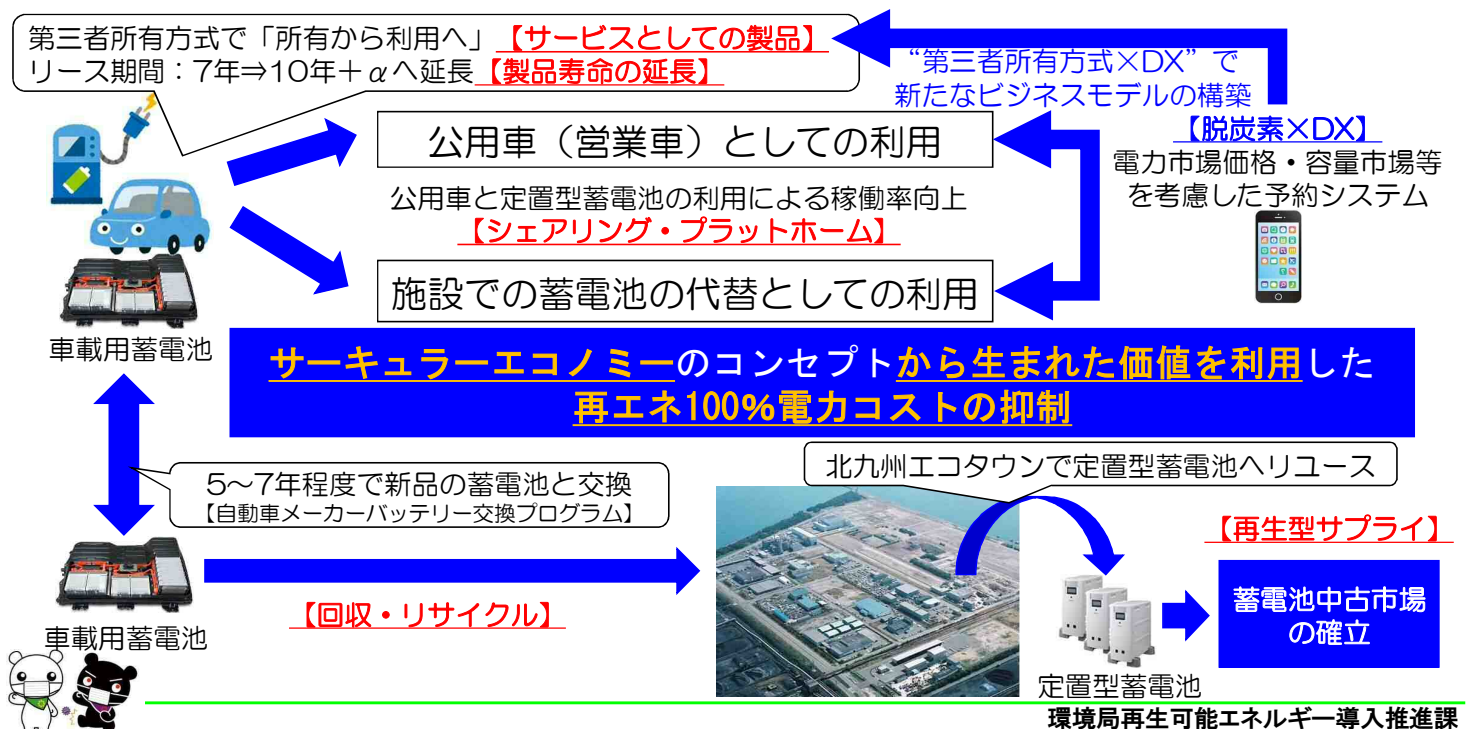 第三者所有方式で「所有から利用へ」【サービスとしての製品】
リース期間：7年⇒10年＋αへ延長【製品寿命の延長】
“第三者所有方式×DX”で
新たなビジネスモデルの構築
【脱炭素×DX】
電力市場価格・容量市場等
を考慮した予約システム
公用車（営業車）としての利用
公用車と定置型蓄電池の利用による稼働率向上
【シェアリング・プラットホーム】
施設での蓄電池の代替としての利用
車載用蓄電池
サーキュラーエコノミーのコンセプトから生まれた価値を利用した
再エネ100%電力コストの抑制
5～7年程度で新品の蓄電池と交換
【自動車メーカーバッテリー交換プログラム】
北九州エコタウンで定置型蓄電池へリユース
【再生型サプライ】
蓄電池中古市場
の確立
【回収・リサイクル】
車載用蓄電池
定置型蓄電池
環境局再生可能エネルギー導入推進課